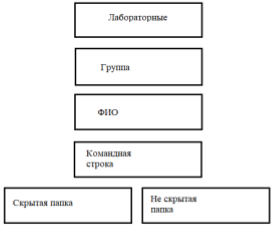 Лабораторные
Группа
ФИО
Командная
строка
Скрытая папка
Не скрытая
папка